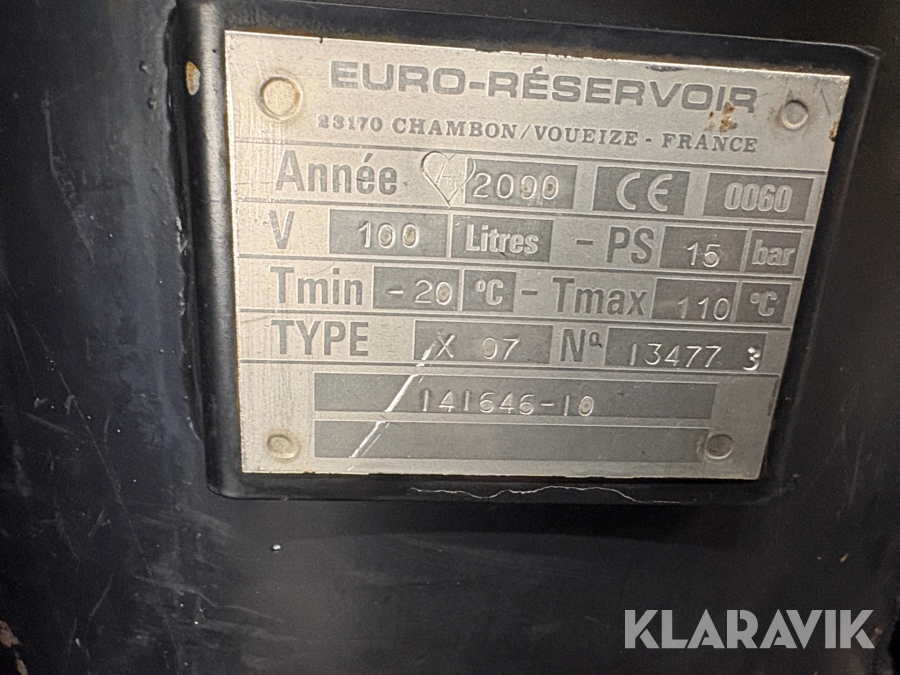 EURO-RÉSERVOIR
23170 CHAMBON/VOUEIZE - FRANCE
Année 2000 CE 0060
V 100 Litres - PS 15 bar
Tmin -20 °C - Tmax 110 °C
TYPE X 07 Nº 13477 3
141646-10
KLARAVIK